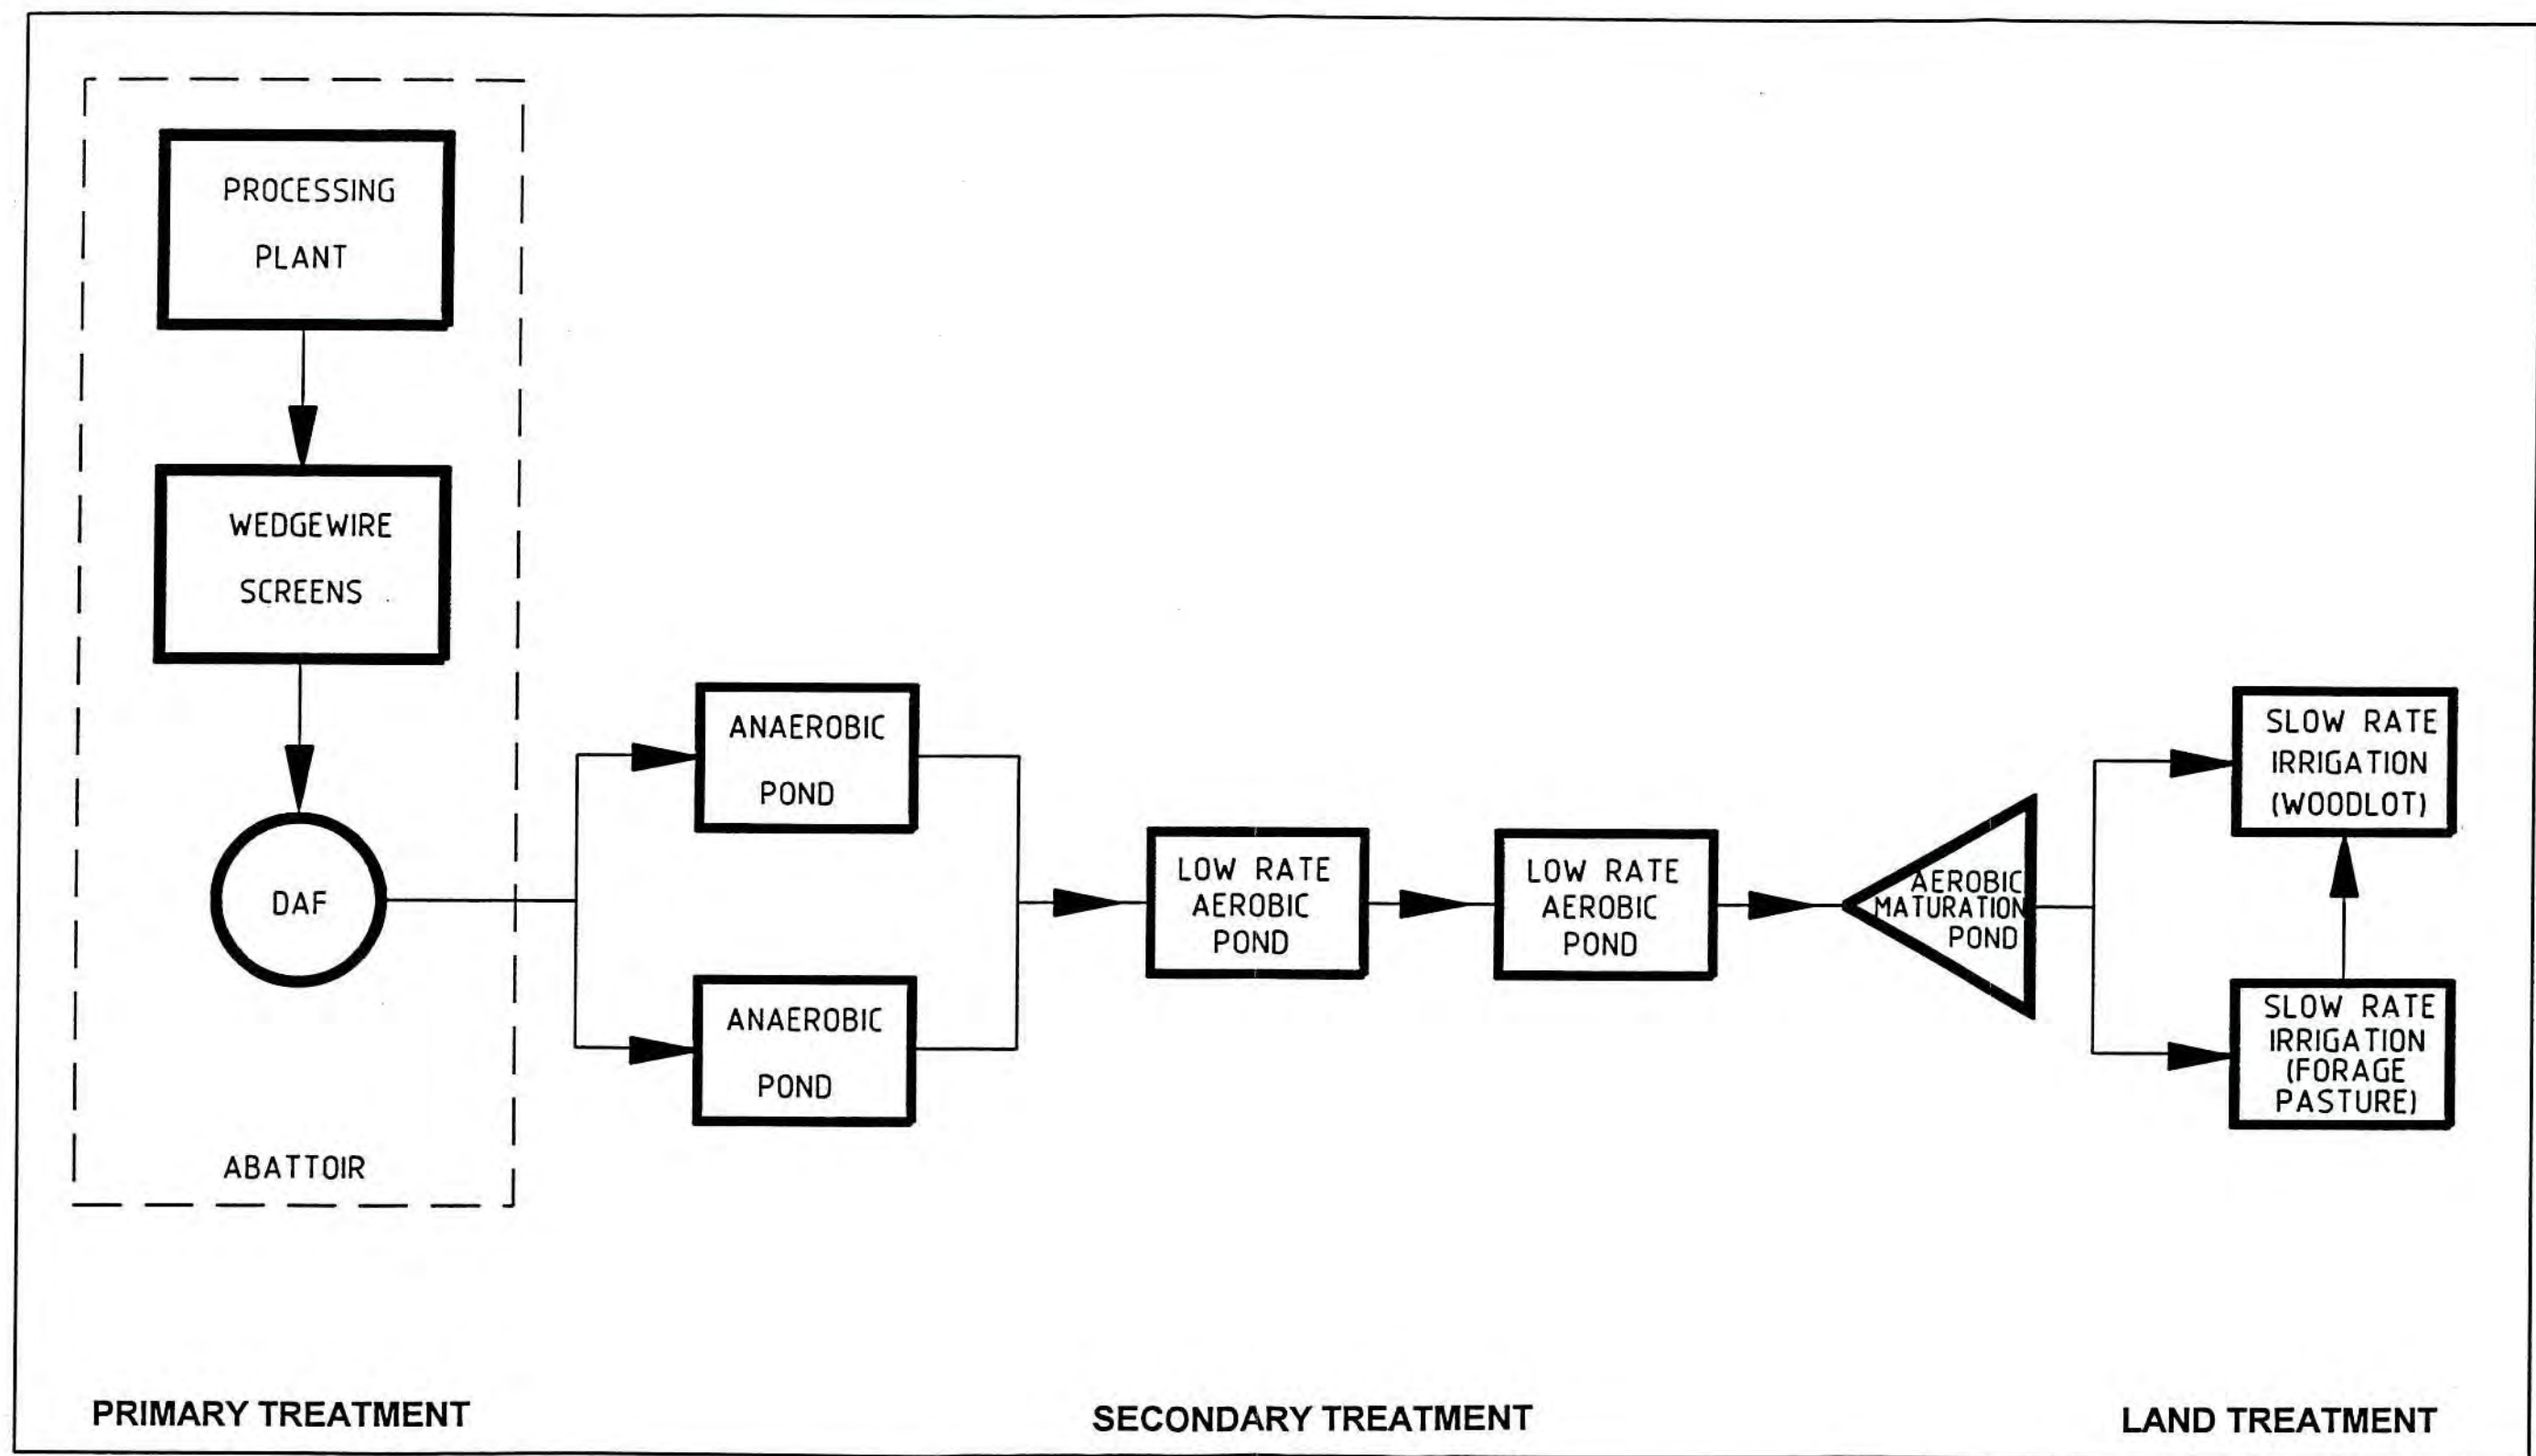 PROCESSING
PLANT
WEDGEWIRE
SCREENS
DAF
ABATTOIR
ANAEROBIC
POND
ANAEROBIC
POND
LOW RATE
AEROBIC
POND
LOW RATE
AEROBIC
POND
AEROBIC
MATURATION
POND
SLOW RATE
IRRIGATION
(WOODLOT)
SLOW RATE
IRRIGATION
(FORAGE
PASTURE)
PRIMARY TREATMENT
SECONDARY TREATMENT
LAND TREATMENT